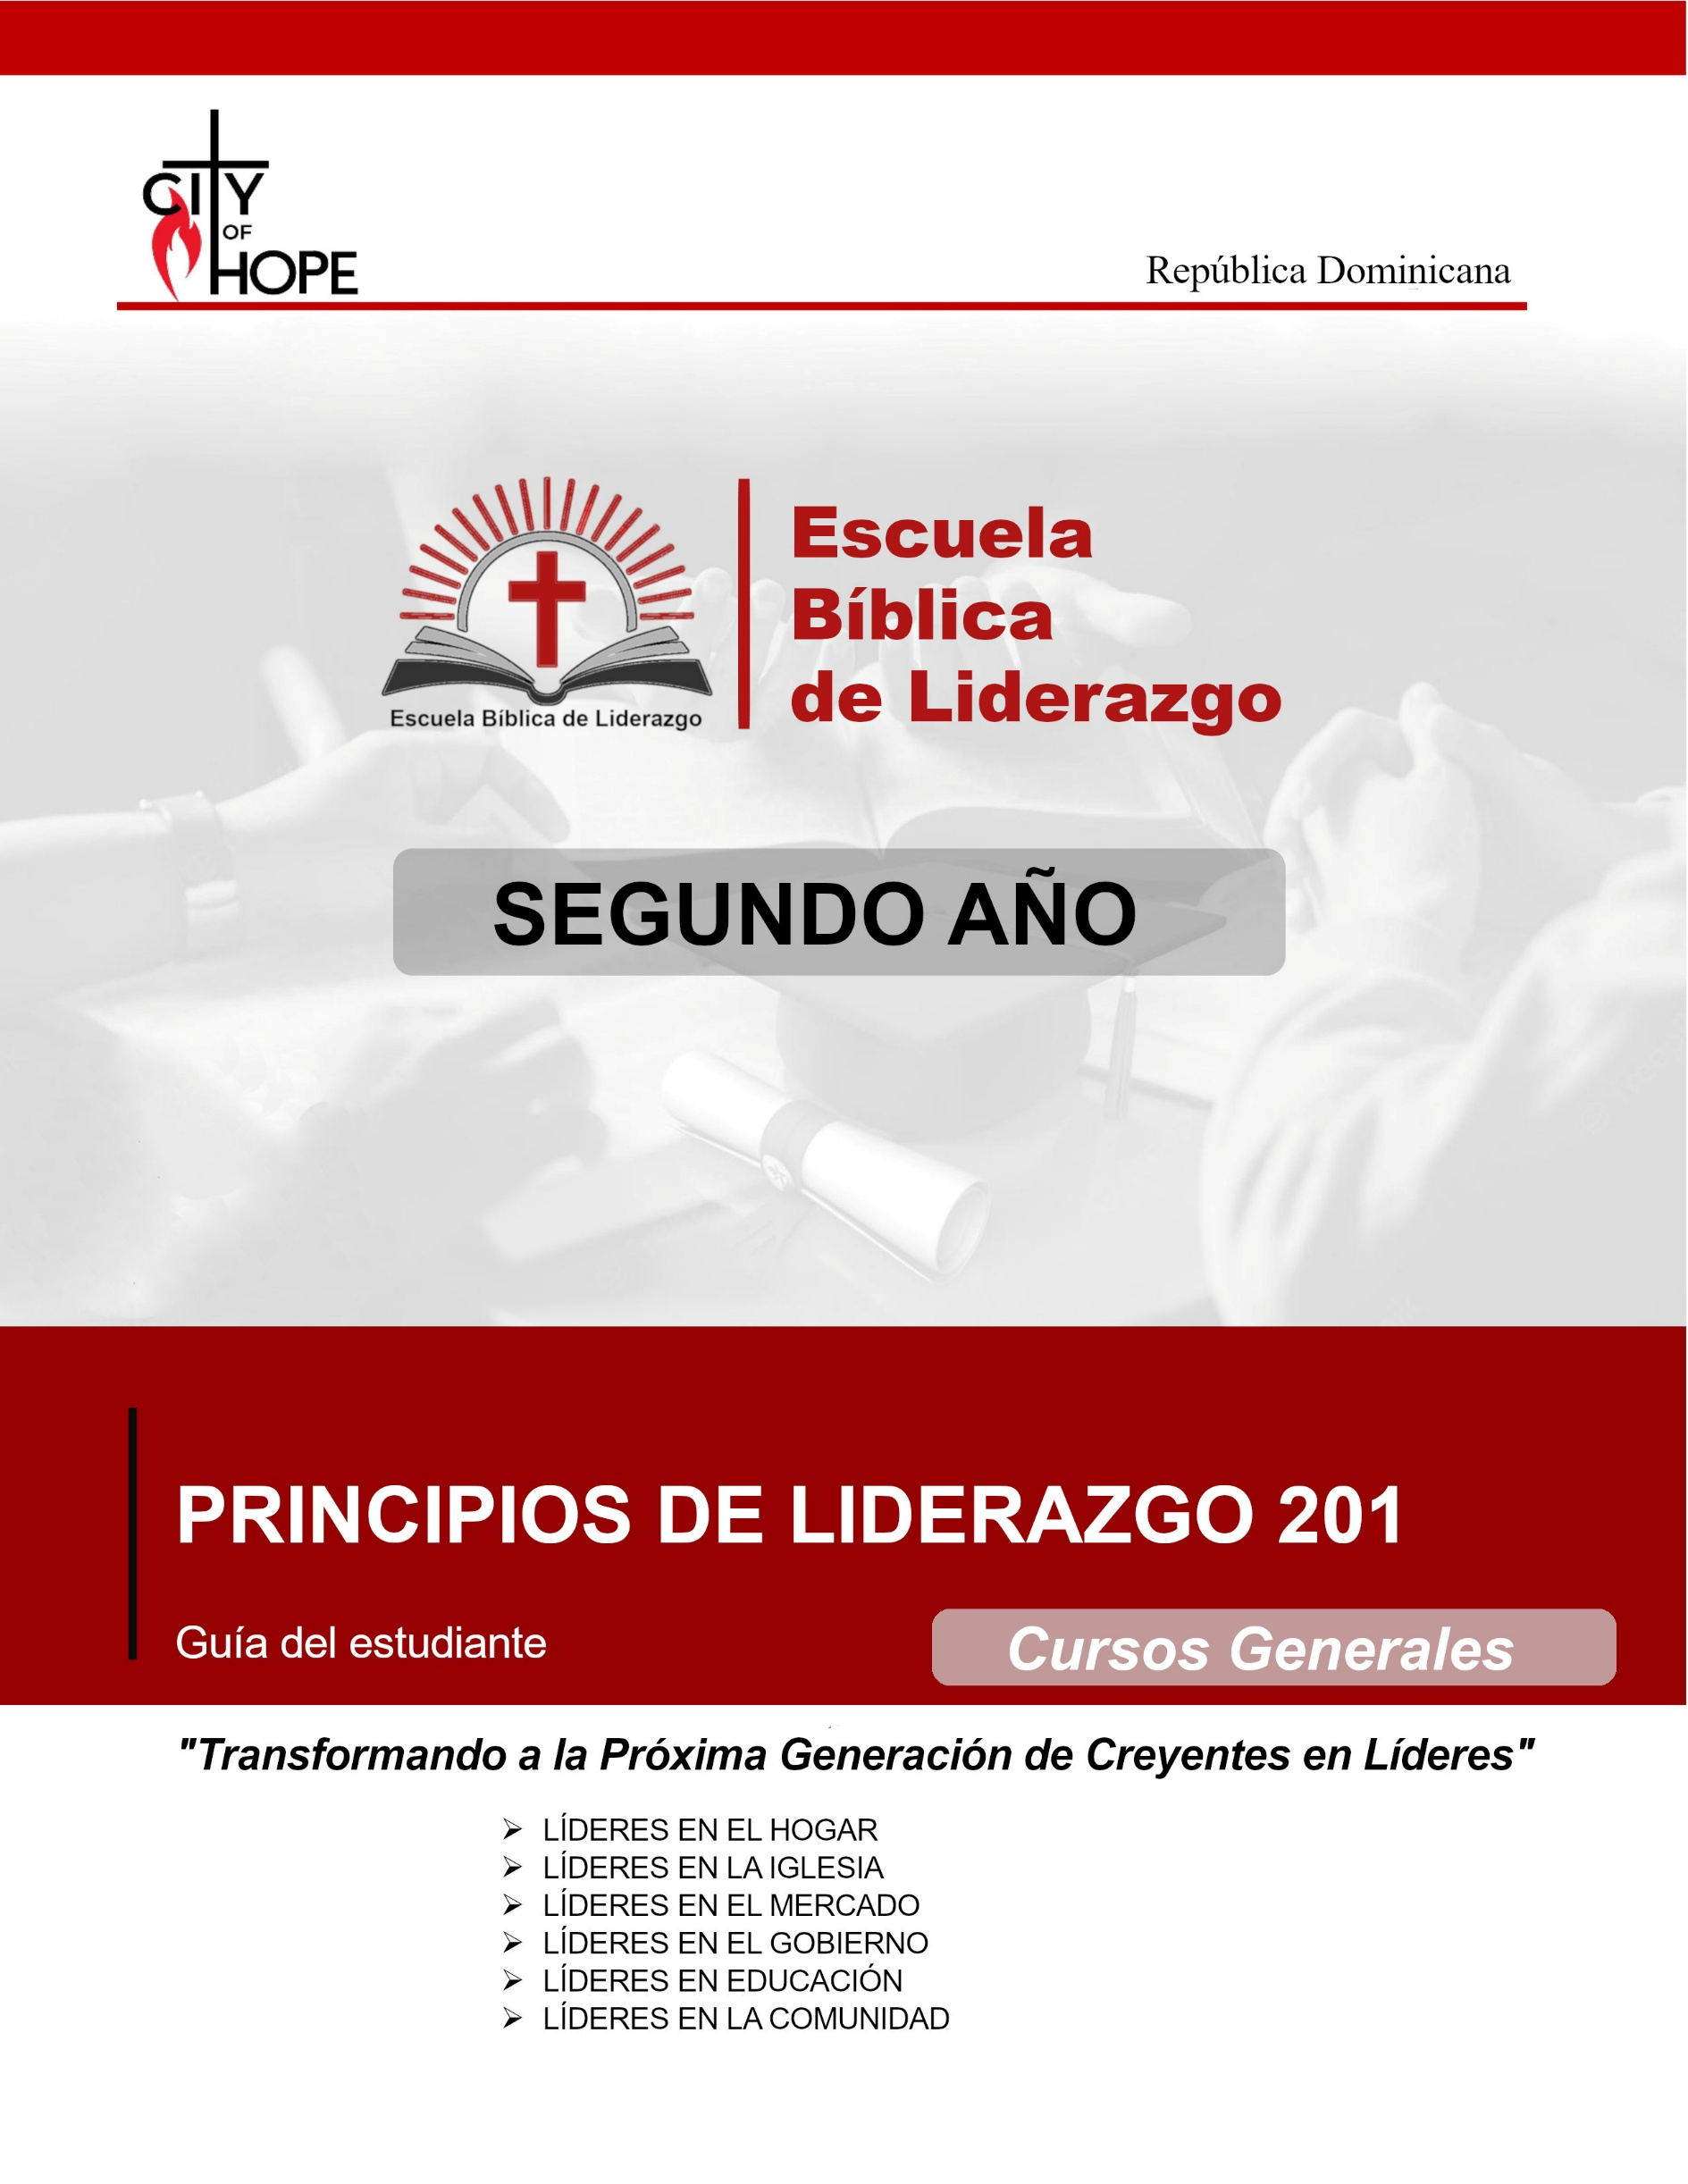 CITY
OF
HOPE
República Dominicana
Escuela
Bíblica
de Liderazgo
Escuela Bíblica de Liderazgo
SEGUNDO AÑO
PRINCIPIOS DE LIDERAZGO 201
Guía del estudiante
Cursos Generales
"Transformando a la Próxima Generación de Creyentes en Líderes"
➢ LÍDERES EN EL HOGAR
➢ LÍDERES EN LA IGLESIA
➢ LÍDERES EN EL MERCADO
➢ LÍDERES EN EL GOBIERNO
➢ LÍDERES EN EDUCACIÓN
➢ LÍDERES EN LA COMUNIDAD